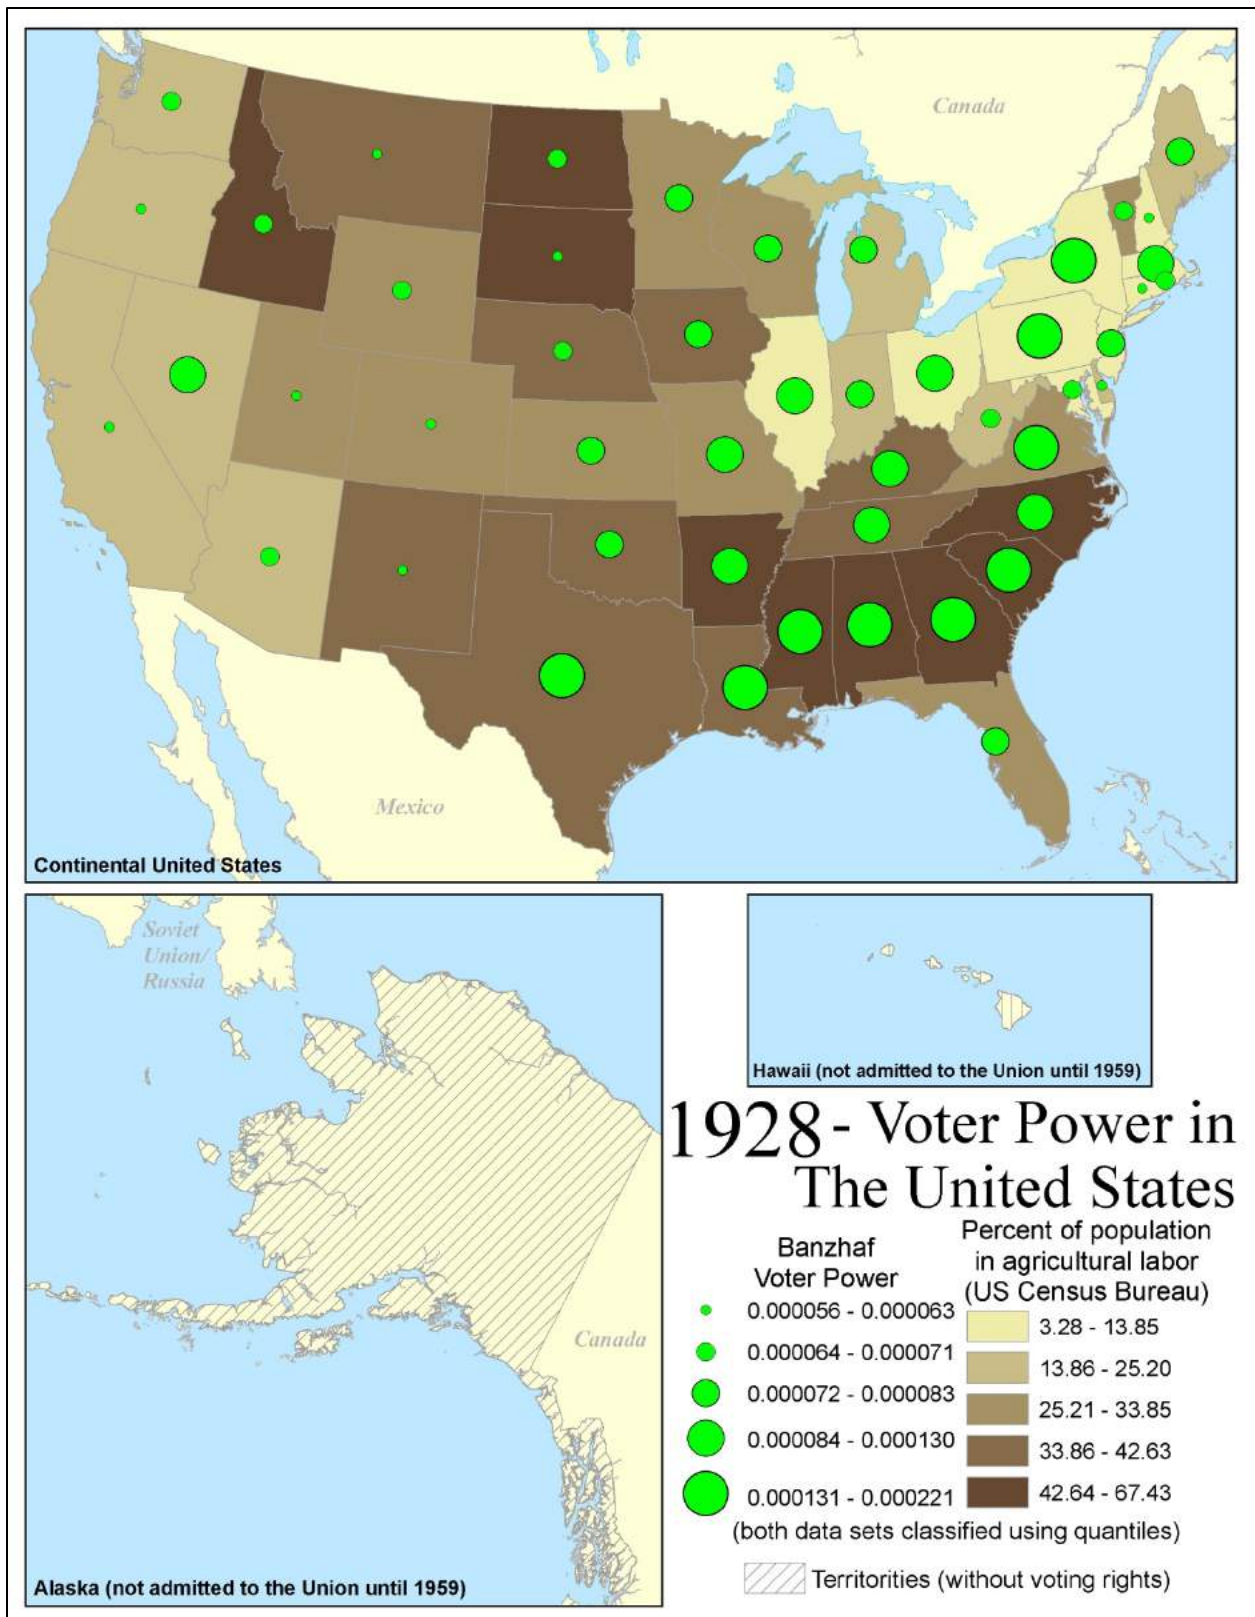 Canada
Mexico
Continental United States
Soviet
Union/
Russia
Canada
Alaska (not admitted to the Union until 1959)
Hawaii (not admitted to the Union until 1959)
1928 - Voter Power in
The United States
Banzhaf
Voter Power
0.000056 - 0.000063
0.000064 - 0.000071
0.000072 - 0.000083
0.000084 - 0.000130
0.000131 - 0.000221
Percent of population
in agricultural labor
(US Census Bureau)
3.28 - 13.85
13.86 - 25.20
25.21 - 33.85
33.86 - 42.63
42.64 - 67.43
(both data sets classified using quantiles)
Territorities (without voting rights)